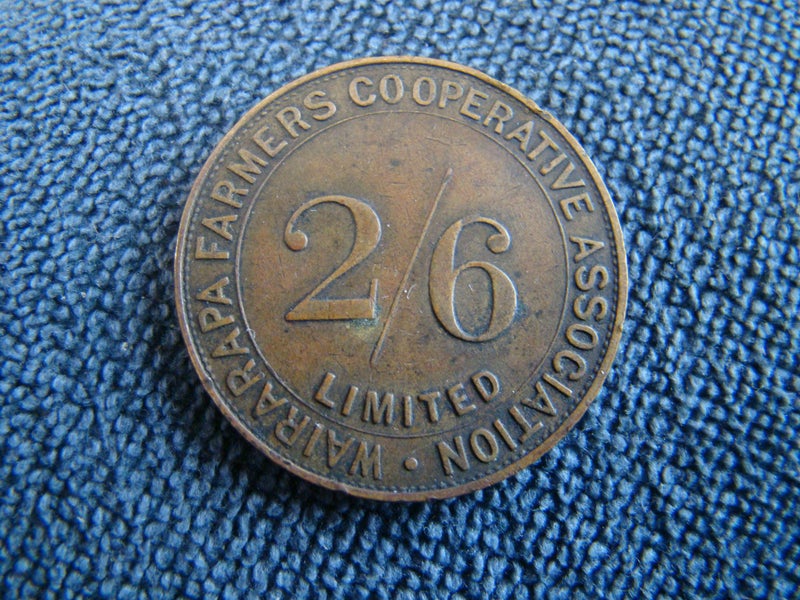 WAIRARAPA FARMERS COOPERATIVE ASSOCIATION ·
2/6
LIMITED